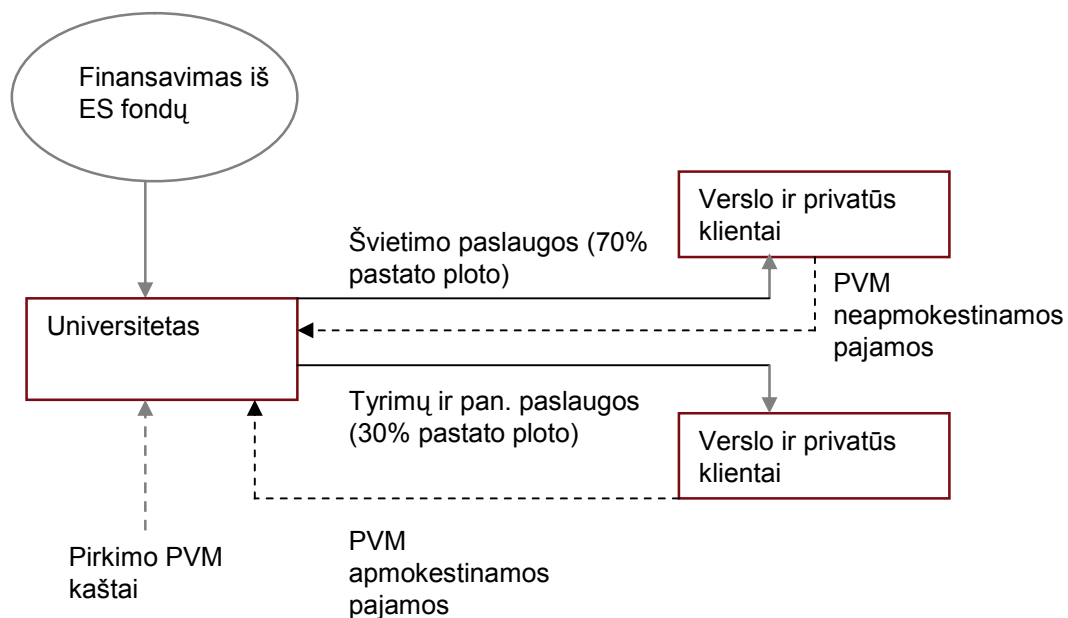 Finansavimas iš
ES fondų
Verslo ir privatūs
klientai
Švietimo paslaugos (70%
pastato ploto)
PVM
neapmokestinamos
pajamos
Universitetas
Tyrimų ir pan. paslaugos
(30% pastato ploto)
Verslo ir privatūs
klientai
Pirkimo PVM
kaštai
PVM
apmokestinamos
pajamos